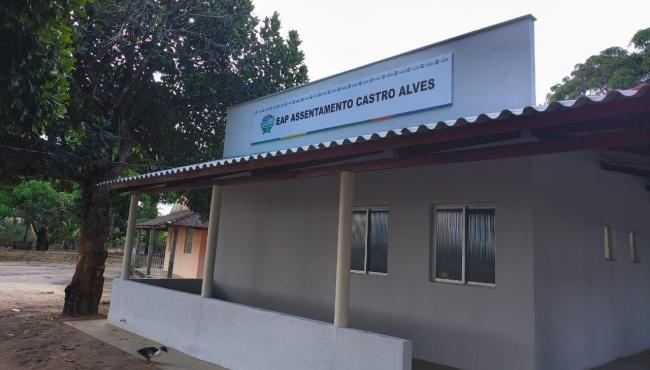 EAP ASSENTAMENTO CASTRO ALVES